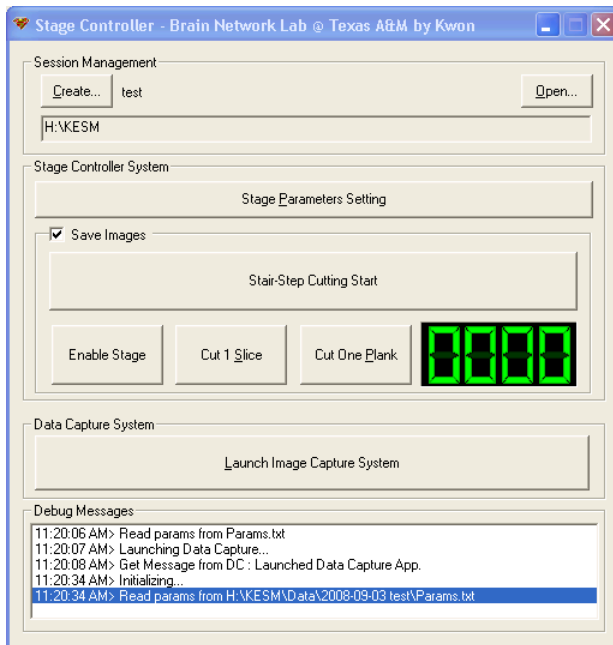 Stage Controller - Brain Network Lab @ Texas A&M by Kwon
Session Management
Create... test Open...
H:\KESM
Stage Controller System
Stage Parameters Setting
Save Images
Stair-Step Cutting Start
Enable Stage Cut 1 Slice Cut One Plank 0000
Data Capture System
Launch Image Capture System
Debug Messages
11:20:06 AM> Read params from Params.txt
11:20:07 AM> Launching Data Capture...
11:20:08 AM> Get Message from DC : Launched Data Capture App.
11:20:34 AM> Initializing...
11:20:34 AM> Read params from H:\KESM\Data\2008-09-03 test\Params.txt